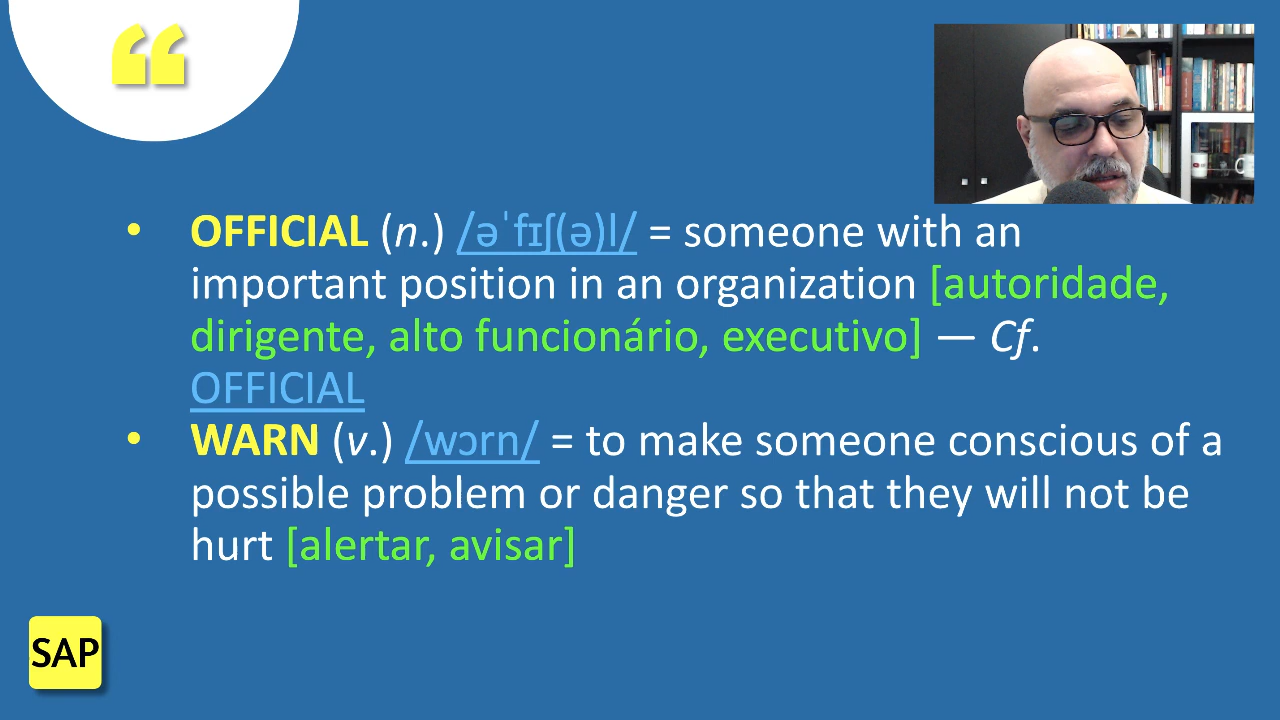 “
• OFFICIAL (n.) /əˈfɪʃ(ə)l/ = someone with an
important position in an organization [autoridade,
dirigente, alto funcionário, executivo] — Cf.
OFFICIAL
• WARN (v.) /wɔrn/ = to make someone conscious of a
possible problem or danger so that they will not be
hurt [alertar, avisar]
SAP